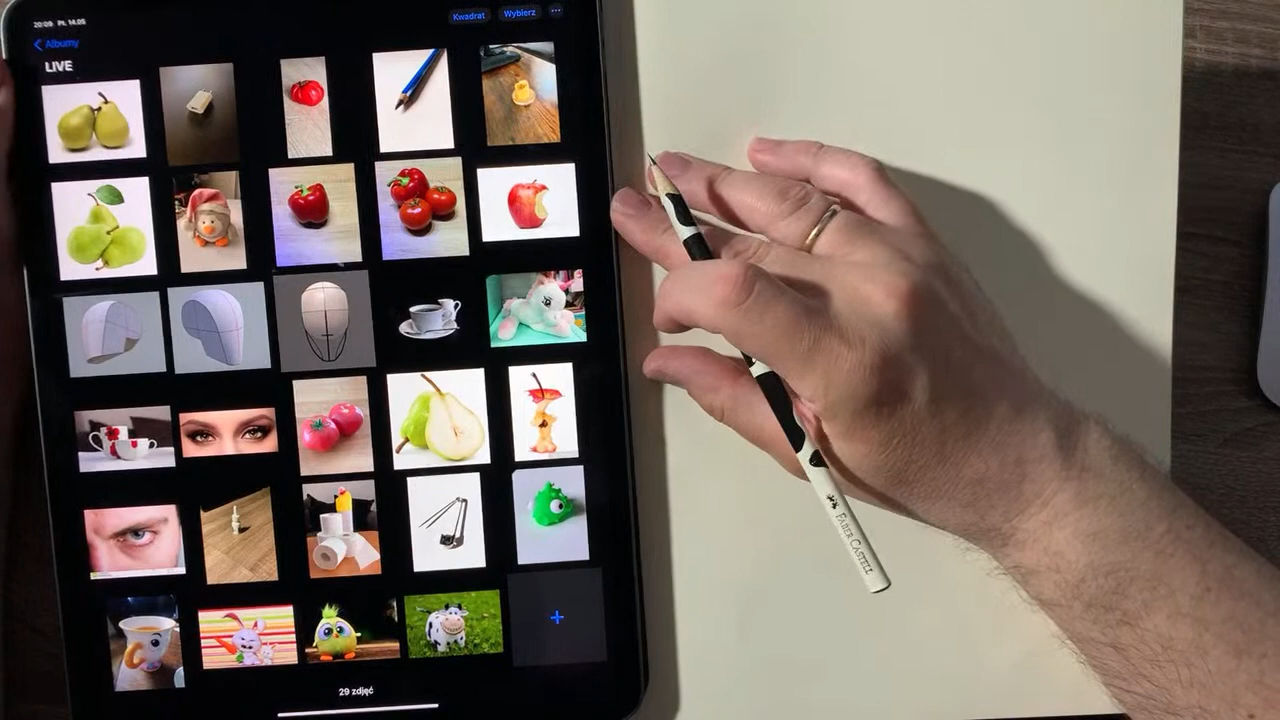 20:09 Pt. 14.05
Kwadrat Wybierz ...
Albumy
LIVE
29 zdjęć
FABER CASTELL